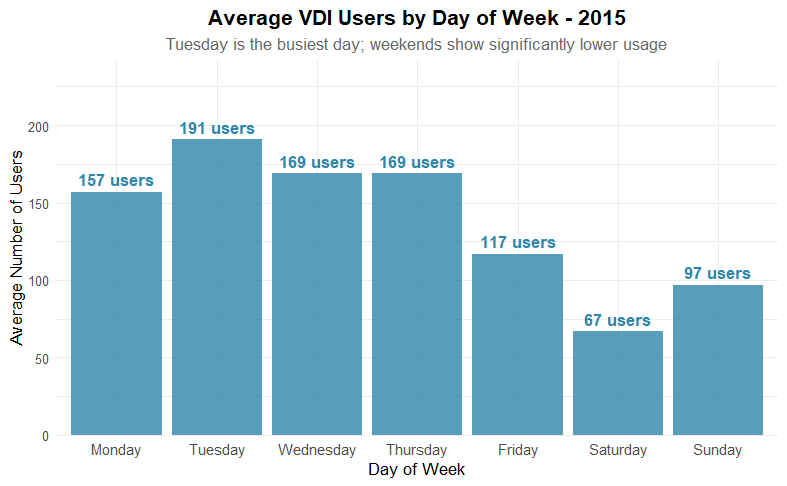 Average VDI Users by Day of Week - 2015
Tuesday is the busiest day; weekends show significantly lower usage
Average Number of Users
200
150
100
50
0
157 users
191 users
169 users
169 users
117 users
67 users
97 users
Monday
Tuesday
Wednesday
Thursday
Friday
Saturday
Sunday
Day of Week